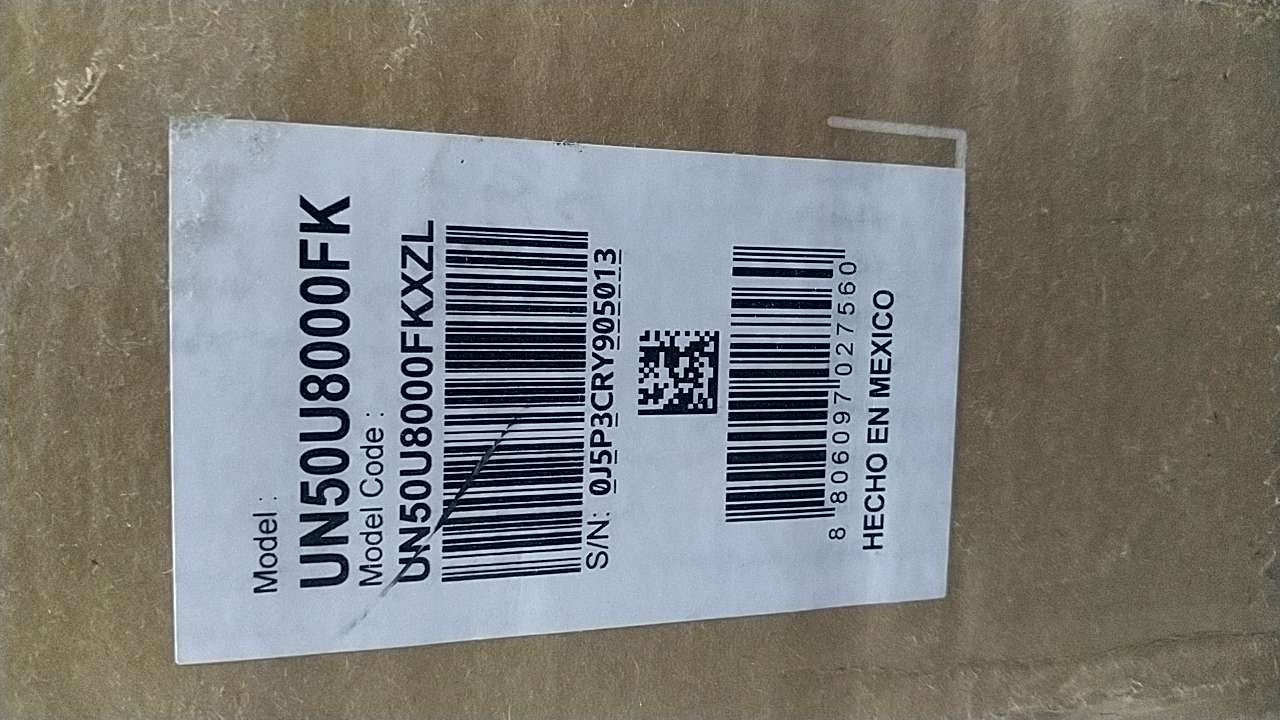 Model :
UN50U8000FK
Model Code :
UN50U8000FKXZL
S/N: 0J5P3CRY905013
8 806097 027560
HECHO EN MEXICO